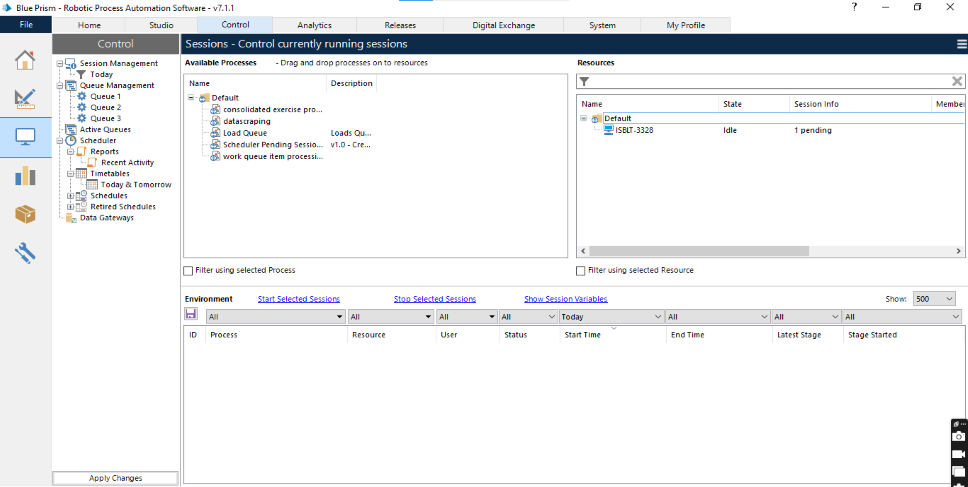 Blue Prism - Robotic Process Automation Software - v7.1.1
?
File Home Studio Control Analytics Releases Digital Exchange System My Profile
Control
Session Management
Today
Queue Management
Queue 1
Queue 2
Queue 3
Active Queues
Scheduler
Reports
Recent Activity
Timetables
Today & Tomorrow
Schedules
Retired Schedules
Data Gateways
Apply Changes
Sessions - Control currently running sessions
Available Processes - Drag and drop processes on to resources
Name Description
Default
consolidated exercise pro...
datascraping
Load Queue Loads Qu...
Scheduler Pending Sessio... v1.0 - Cre...
work queue item processi...
Filter using selected Process
Resources
Name State Session Info Member
Default
ISBLT-3328 Idle 1 pending
Filter using selected Resource
Environment Start Selected Sessions Stop Selected Sessions Show Session Variables Show: 500
All All All All Today All All All
ID Process Resource User Status Start Time End Time Latest Stage Stage Started